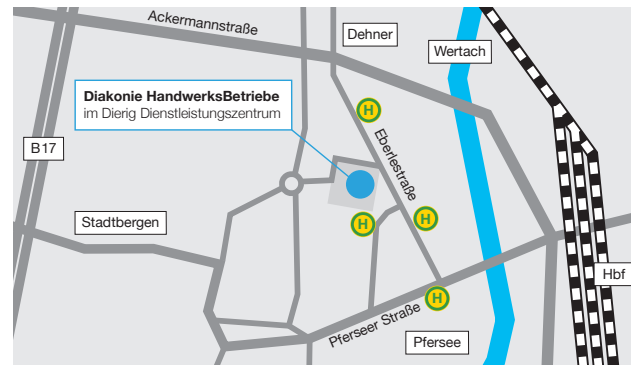 Ackermannstraße
Dehner
Wertach
Diakonie HandwerksBetriebe
im Dierig Dienstleistungszentrum
H
Eberlestraße
B17
H
H
Stadtbergen
Hbf
H
Pferseer Straße
Pfersee